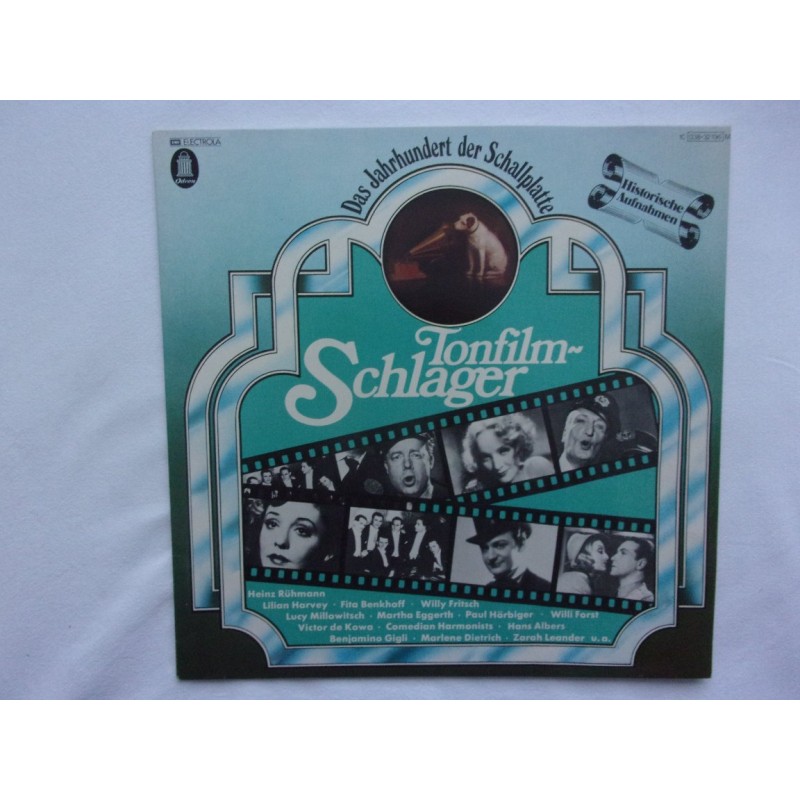 EMI ELECTROLA
Odeon
Das Jahrhundert der Schallplatte
Historische
Aufnahmen
Tonfilm~
Schlager
Heinz Rühmann
Lilian Harvey · Fita Benkhoff · Willy Fritsch
Lucy Millowitsch · Martha Eggerth · Paul Hörbiger · Willi Forst
Victor de Kowa · Comedian Harmonists · Hans Albers
Benjamino Gigli · Marlene Dietrich · Zarah Leander u.a.